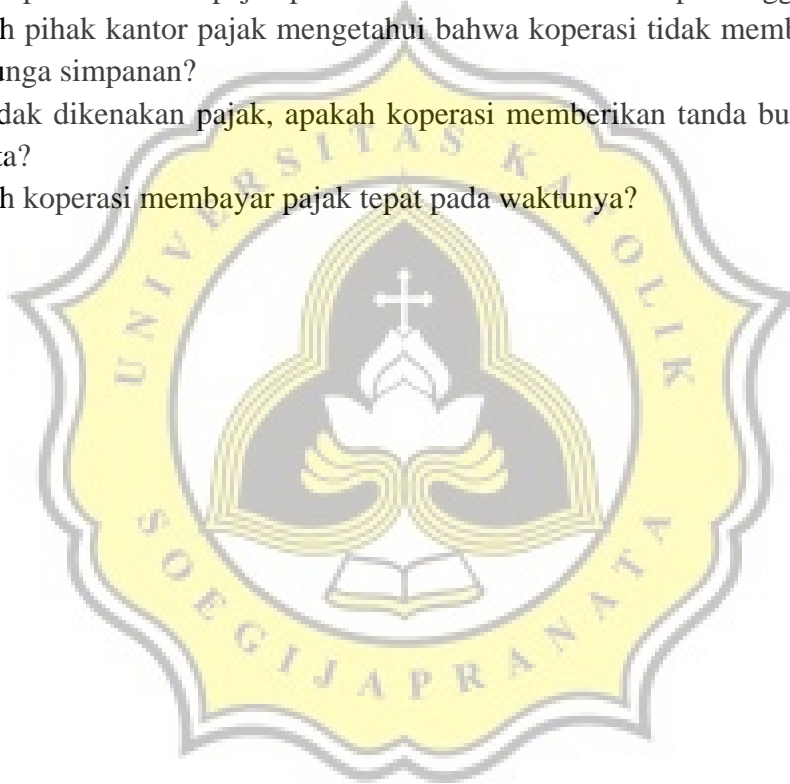 h pihak kantor pajak mengetahui bahwa koperasi tidak memb
unga simpanan?
dak dikenakan pajak, apakah koperasi memberikan tanda bu
ta?
h koperasi membayar pajak tepat pada waktunya?
UNIVERSITAS KATOLIK
SOEGIJAPRANATA